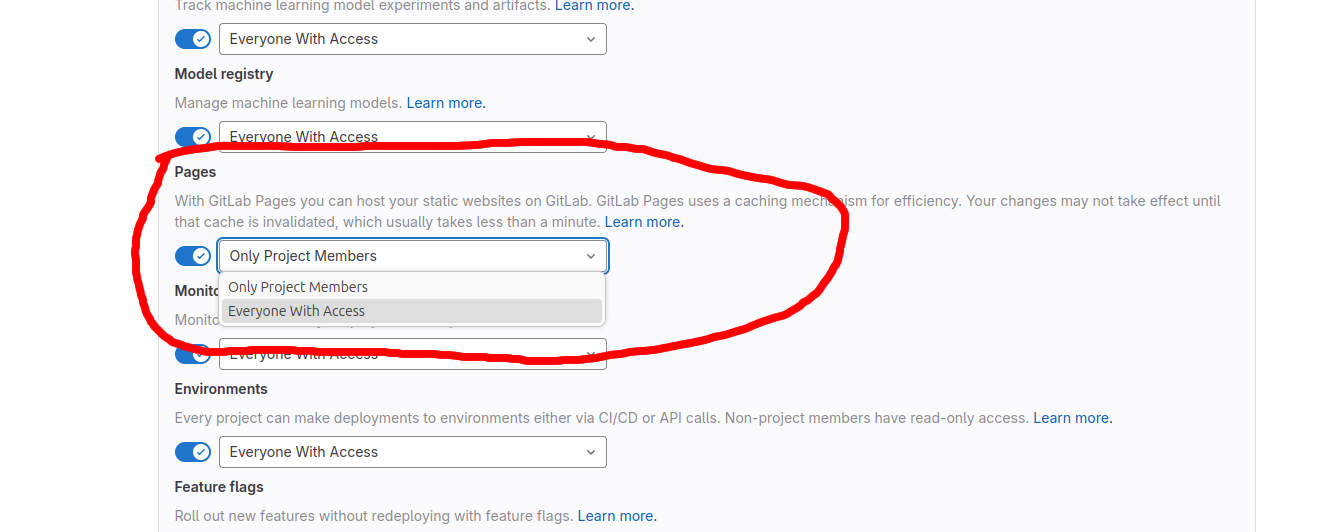 Track machine learning model experiments and artifacts. Learn more.
Everyone With Access
Model registry
Manage machine learning models. Learn more.
Everyone With Access
Pages
With GitLab Pages you can host your static websites on GitLab. GitLab Pages uses a caching mechanism for efficiency. Your changes may not take effect until
that cache is invalidated, which usually takes less than a minute. Learn more.
Only Project Members
Only Project Members
Everyone With Access
Everyone With Access
Environments
Every project can make deployments to environments either via CI/CD or API calls. Non-project members have read-only access. Learn more.
Everyone With Access
Feature flags
Roll out new features without redeploying with feature flags. Learn more.